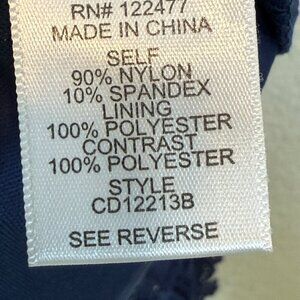 RN# 122477
MADE IN CHINA
SELF
90% NYLON
10% SPANDEX
LINING
100% POLYESTER
CONTRAST
100% POLYESTER
STYLE
CD12213B
SEE REVERSE